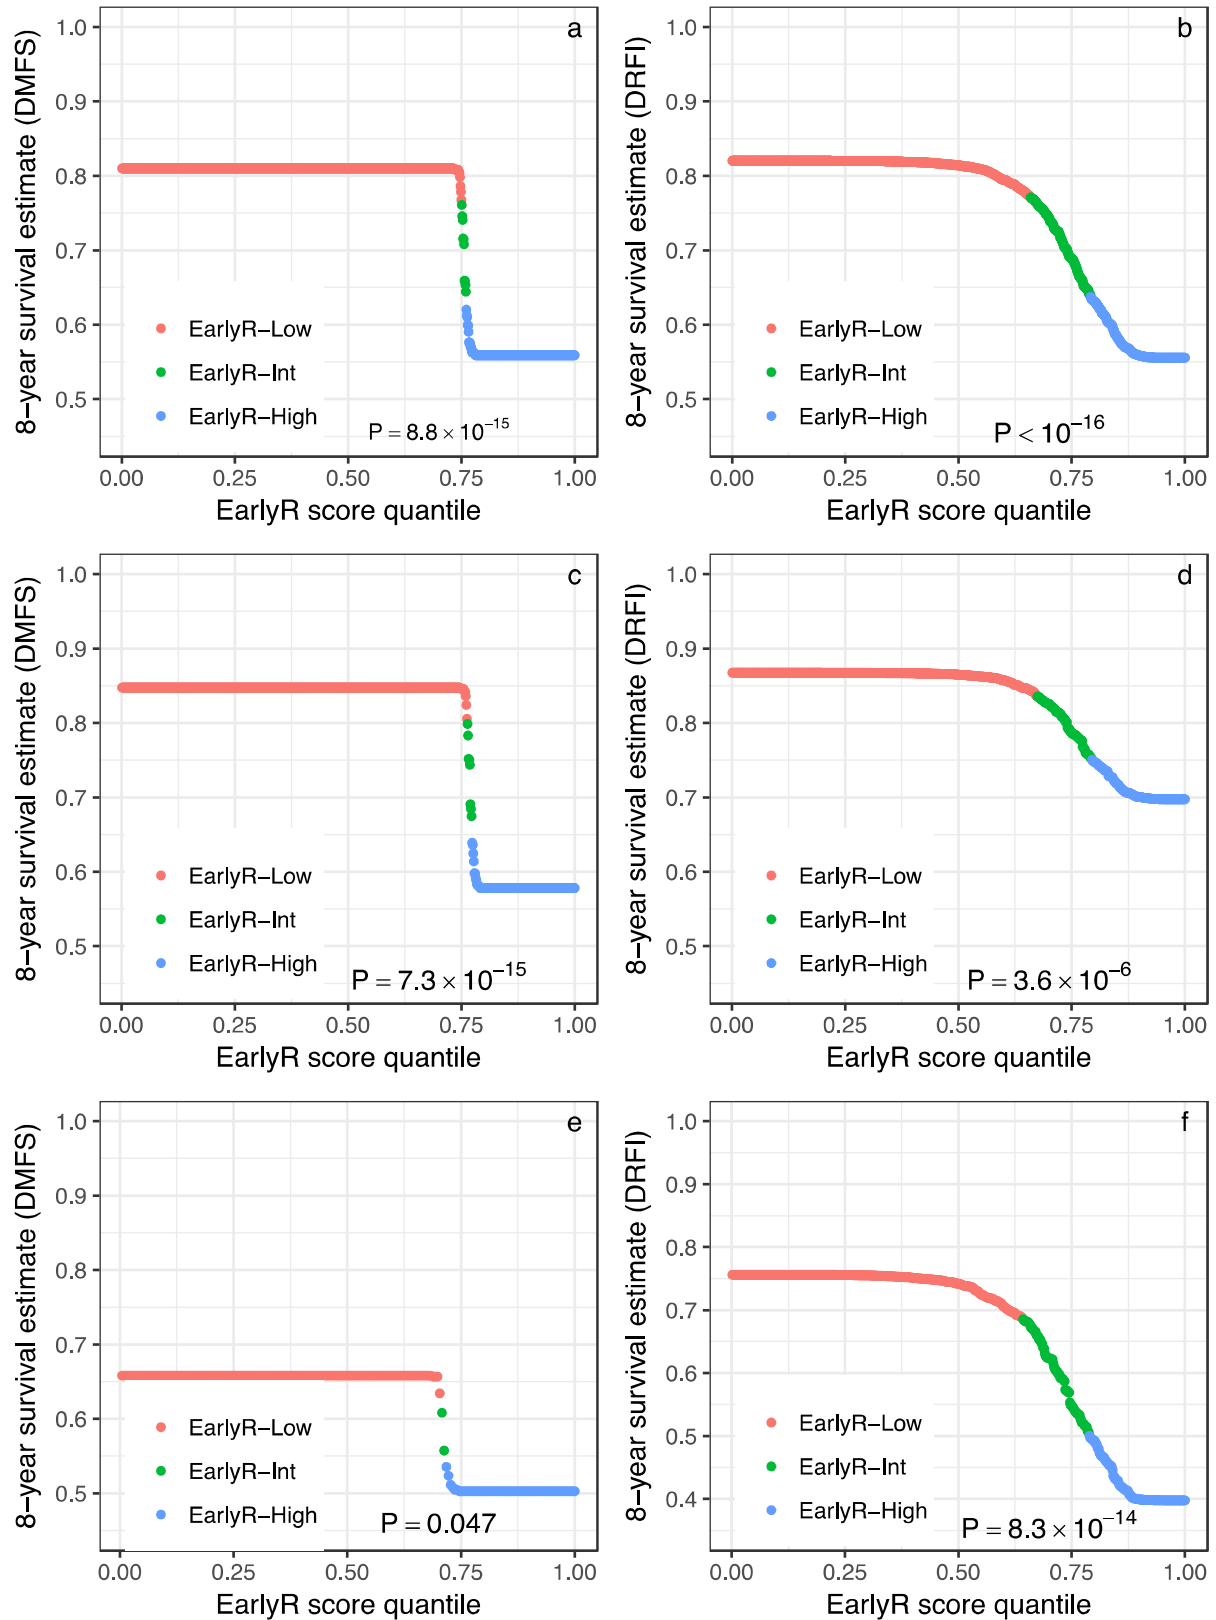 a
8−year survival estimate (DMFS)
1.0
0.9
0.8
0.7
0.6
0.5
EarlyR−Low
EarlyR−Int
EarlyR−High
P = 8.8 × 10⁻¹⁵
0.00 0.25 0.50 0.75 1.00
EarlyR score quantile
b
8−year survival estimate (DRFI)
1.0
0.9
0.8
0.7
0.6
0.5
EarlyR−Low
EarlyR−Int
EarlyR−High
P < 10⁻¹⁶
0.00 0.25 0.50 0.75 1.00
EarlyR score quantile
c
8−year survival estimate (DMFS)
1.0
0.9
0.8
0.7
0.6
0.5
EarlyR−Low
EarlyR−Int
EarlyR−High
P = 7.3 × 10⁻¹⁵
0.00 0.25 0.50 0.75 1.00
EarlyR score quantile
d
8−year survival estimate (DRFI)
1.0
0.9
0.8
0.7
0.6
0.5
EarlyR−Low
EarlyR−Int
EarlyR−High
P = 3.6 × 10⁻⁶
0.00 0.25 0.50 0.75 1.00
EarlyR score quantile
e
8−year survival estimate (DMFS)
1.0
0.9
0.8
0.7
0.6
0.5
EarlyR−Low
EarlyR−Int
EarlyR−High
P = 0.047
0.00 0.25 0.50 0.75 1.00
EarlyR score quantile
f
8−year survival estimate (DRFI)
1.0
0.9
0.8
0.7
0.6
0.5
0.4
EarlyR−Low
EarlyR−Int
EarlyR−High
P = 8.3 × 10⁻¹⁴
0.00 0.25 0.50 0.75 1.00
EarlyR score quantile